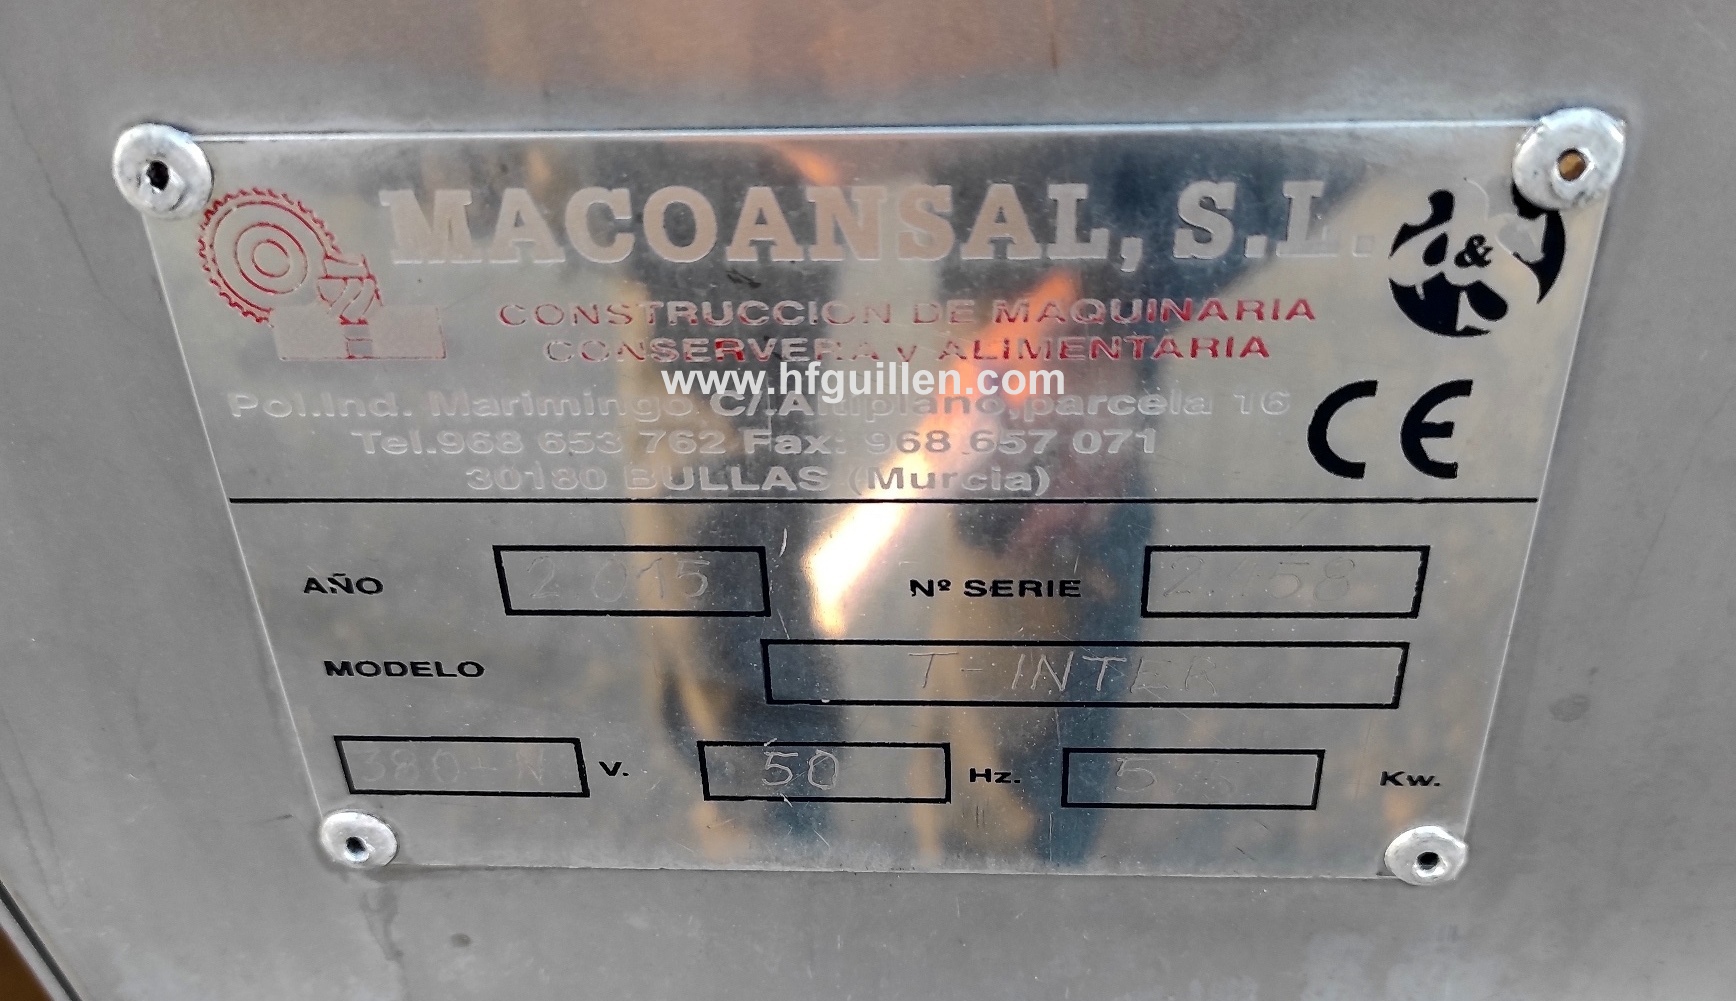 MACOANSAL, S.L.
&
CONSTRUCCION DE MAQUINARIA
CONSERVERA y ALIMENTARIA
www.hfguillen.com
Pol.Ind. Marimingo C/.Altiplano,parcela 16
Tel.968 653 762 Fax: 968 657 071
30180 BULLAS (Murcia)
CE
AÑO 2015 Nº SERIE
MODELO T-INTER
380+N V. 50 Hz. Kw.